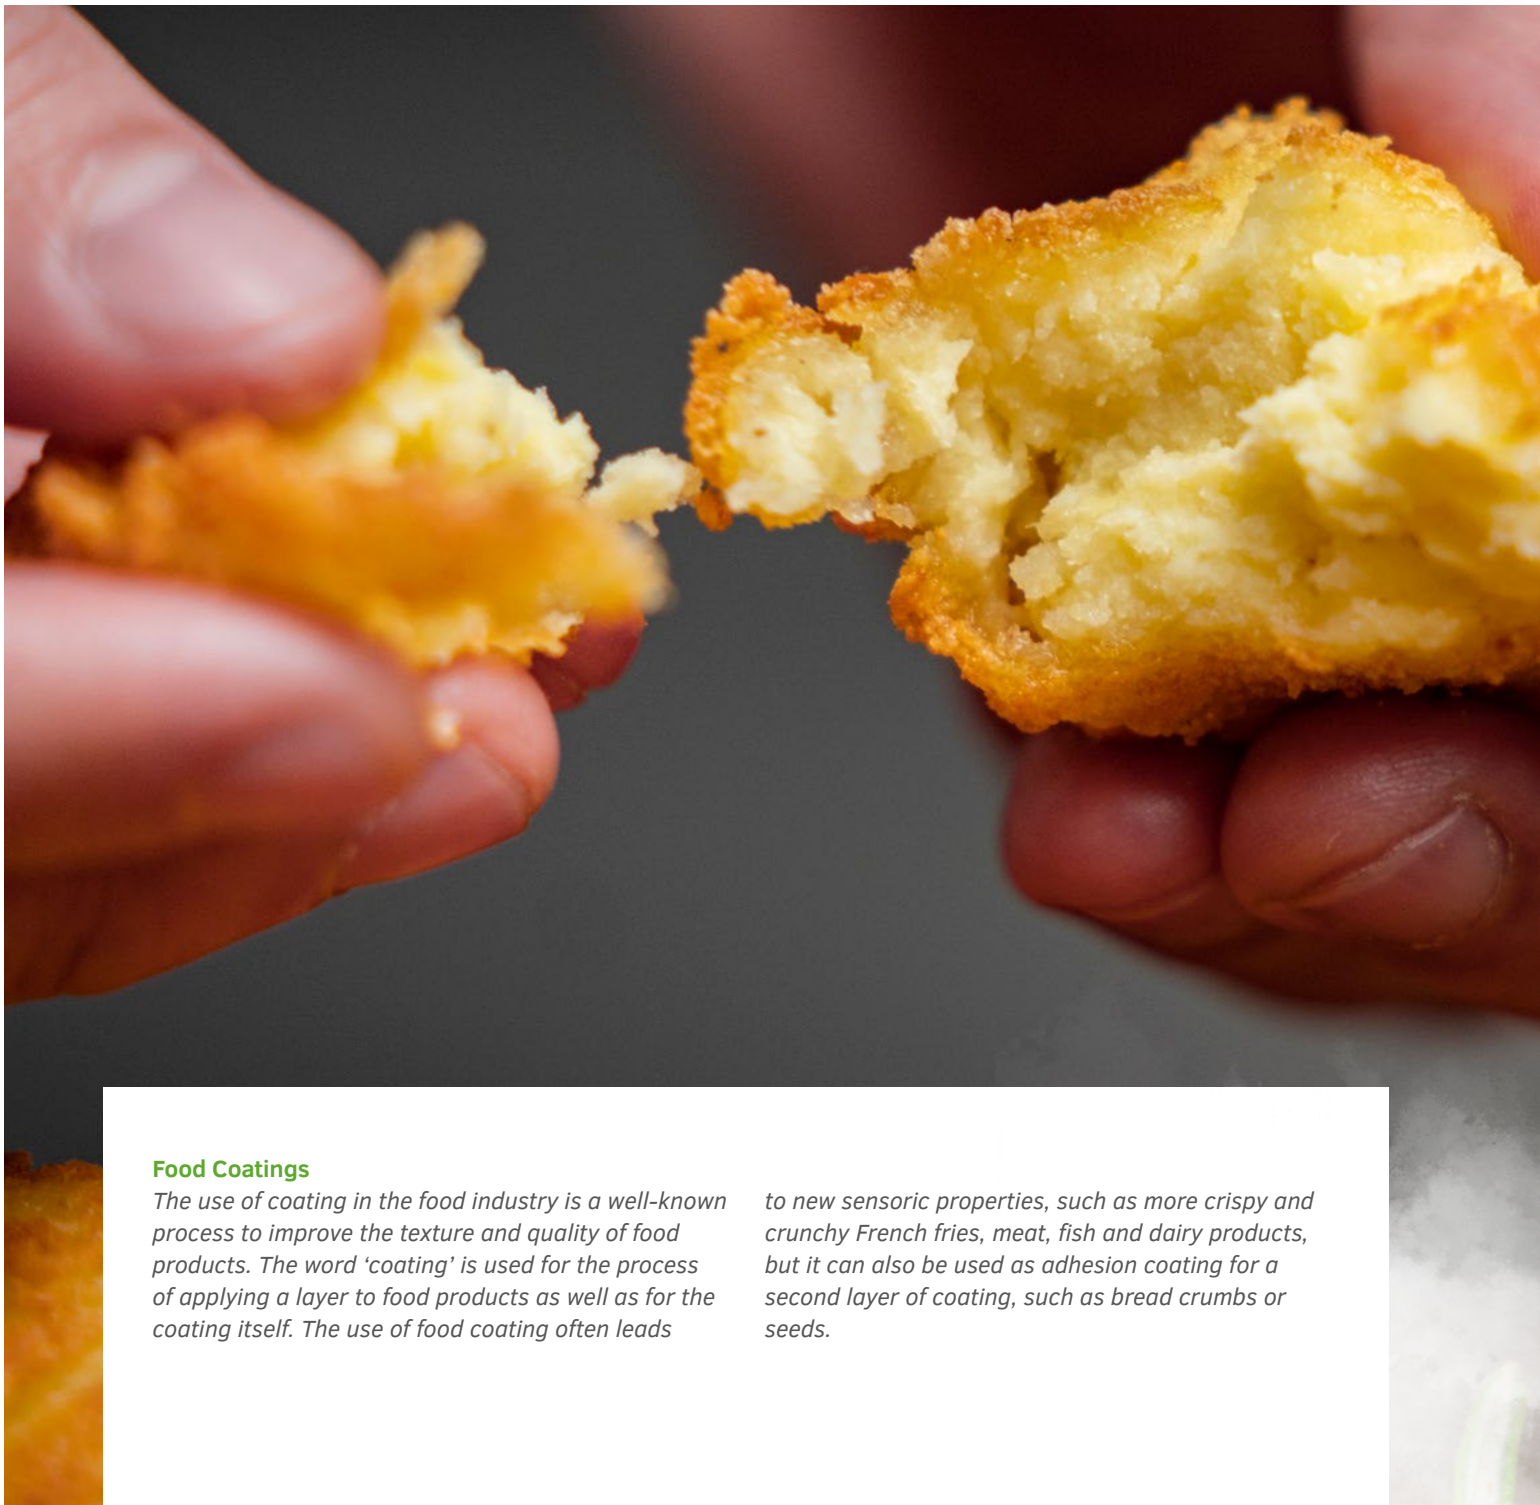 Food Coatings
The use of coating in the food industry is a well-known
process to improve the texture and quality of food
products. The word ‘coating’ is used for the process
of applying a layer to food products as well as for the
coating itself. The use of food coating often leads
to new sensoric properties, such as more crispy and
crunchy French fries, meat, fish and dairy products,
but it can also be used as adhesion coating for a
second layer of coating, such as bread crumbs or
seeds.